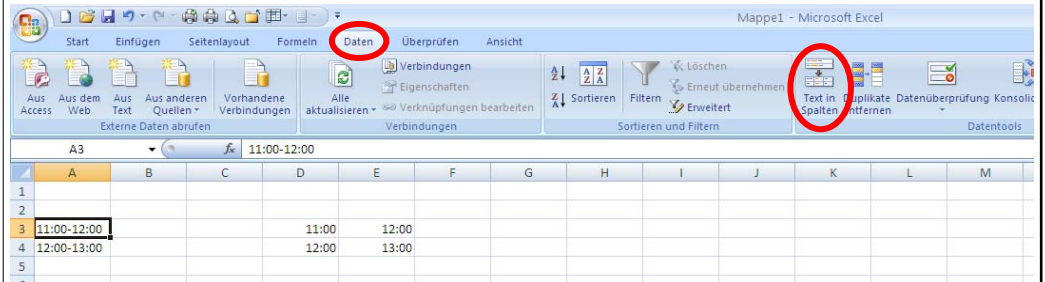 Mappe1 - Microsoft Excel
Start Einfügen Seitenlayout Formeln Daten Überprüfen Ansicht
Aus Access
Aus dem Web
Aus Text
Aus anderen Quellen
Vorhandene Verbindungen
Externe Daten abrufen
Alle aktualisieren
Verbindungen
Eigenschaften
Verknüpfungen bearbeiten
Verbindungen
Sortieren
Filtern
Löschen
Erneut übernehmen
Erweitert
Sortieren und Filtern
Text in Spalten
Duplikate entfernen
Datenüberprüfung
Konsolid
Datentools
A3 fx 11:00-12:00
A B C D E F G H I J K L M
1
2
3 11:00-12:00 11:00 12:00
4 12:00-13:00 12:00 13:00
5